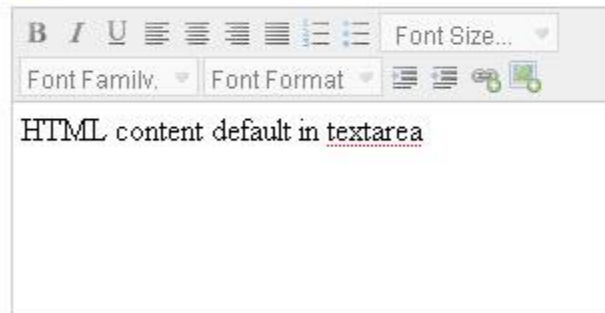 B I U Font Size...
Font Family. Font Format
HTML content default in textarea